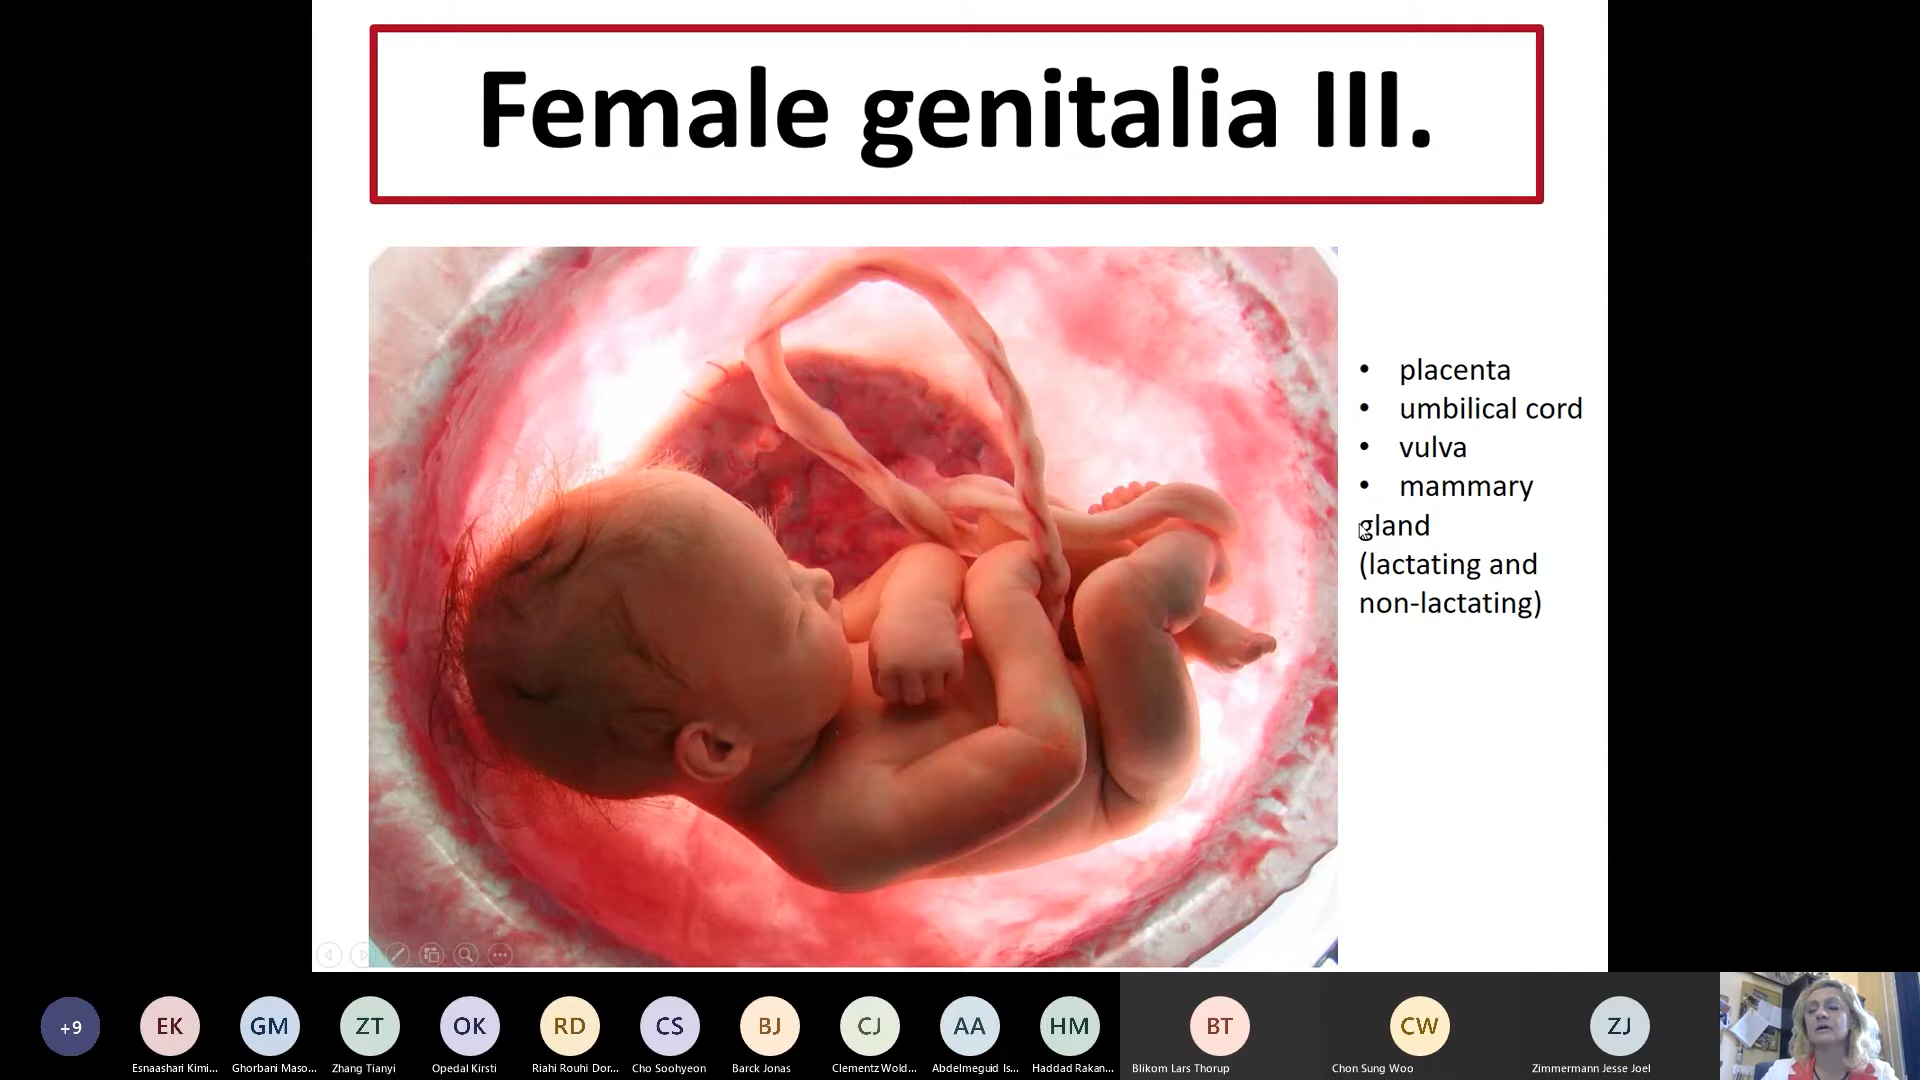 Female genitalia III.
• placenta
• umbilical cord
• vulva
• mammary
gland
(lactating and
non-lactating)
+9
EK
GM
ZT
OK
RD
CS
BJ
CJ
AA
HM
BT
CW
ZJ
Esnaashari Kimi...
Ghorbani Maso...
Zhang Tianyi
Opedal Kirsti
Riahi Rouhi Dor...
Cho Soohyeon
Barck Jonas
Clementz Wold...
Abdelmeguid Is...
Haddad Rakan...
Blikom Lars Thorup
Chon Sung Woo
Zimmermann Jesse Joel